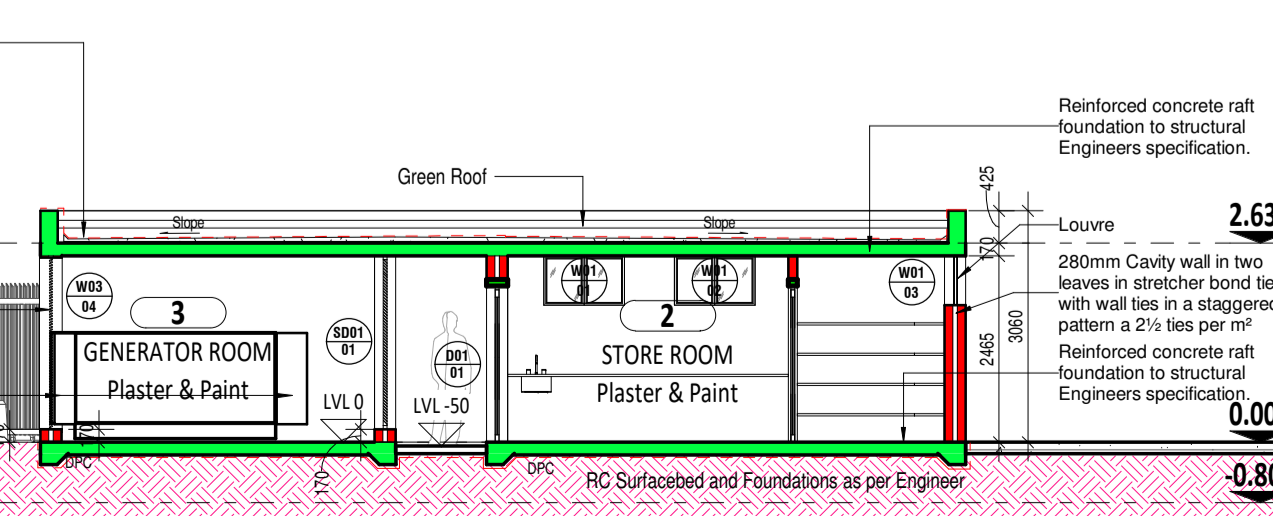 Reinforced concrete raft
foundation to structural
Engineers specification.
Green Roof
425
Slope
Slope
2.63
Louvre
170
280mm Cavity wall in two
leaves in stretcher bond tie
with wall ties in a staggered
pattern a 2½ ties per m²
W03
04
3
W01
01
W01
02
W01
03
2
SD01
01
D01
01
GENERATOR ROOM
Plaster & Paint
STORE ROOM
Plaster & Paint
2465
3060
Reinforced concrete raft
foundation to structural
Engineers specification.
LVL 0
LVL -50
170
0.00
DPC
170
DPC
RC Surfacebed and Foundations as per Engineer
-0.80